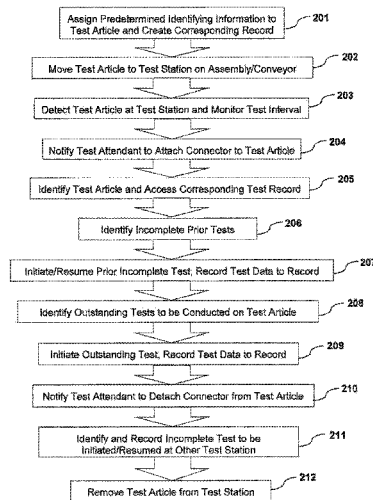 Assign Predetermined Identifying Information to
Test Article and Create Corresponding Record
201
Move Test Article to Test Station on Assembly/Conveyor
202
Detect Test Article at Test Station and Monitor Test Interval
203
Notify Test Attendant to Attach Connector to Test Article
204
Identify Test Article and Access Corresponding Test Record
205
Identify Incomplete Prior Tests
206
Initiate/Resume Prior Incomplete Test; Record Test Data to Record
207
Identify Outstanding Tests to be Conducted on Test Article
208
Initiate Outstanding Test, Record Test Data to Record
209
Notify Test Attendant to Detach Connector from Test Article
210
Identify and Record Incomplete Test to be
Initiated/Resumed at Other Test Station
211
Remove Test Article from Test Station
212